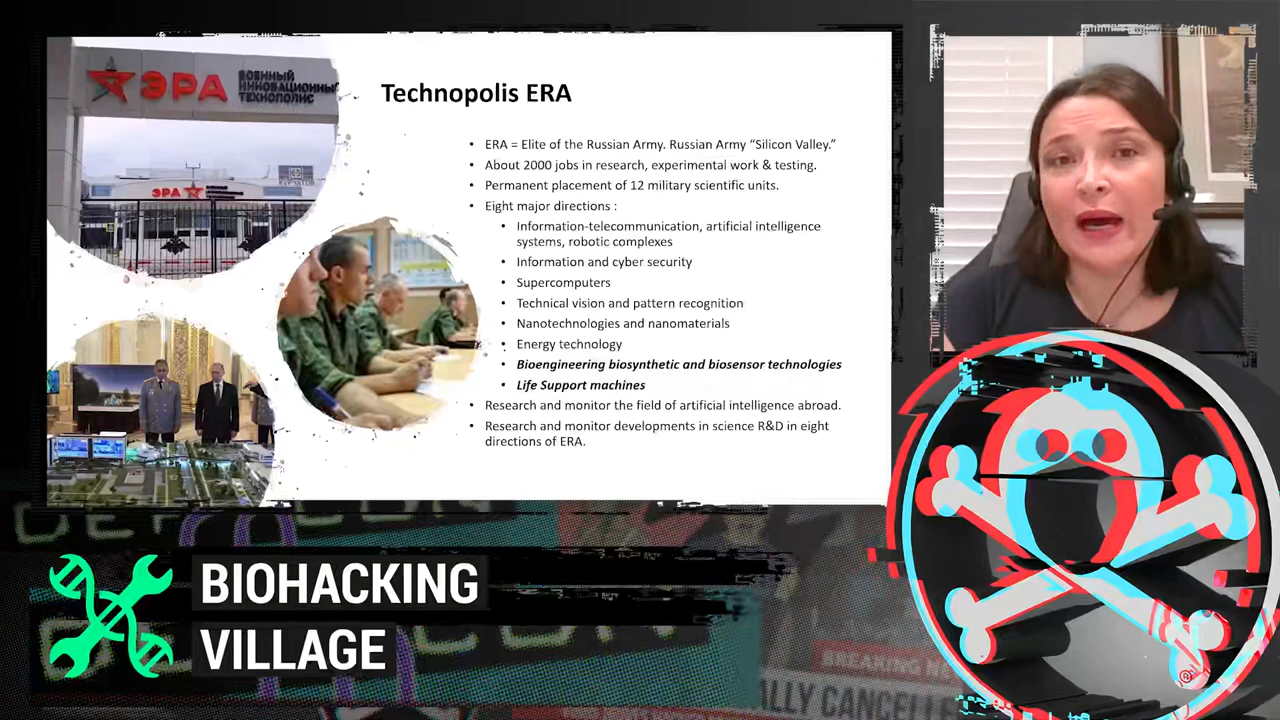 ЭРА
ВОЕННЫЙ
ИННОВАЦИОННЫЙ
ТЕХНОПОЛИС
ЭРА
Technopolis ERA
• ERA = Elite of the Russian Army. Russian Army “Silicon Valley.”
• About 2000 jobs in research, experimental work & testing.
• Permanent placement of 12 military scientific units.
• Eight major directions :
• Information-telecommunication, artificial intelligence
systems, robotic complexes
• Information and cyber security
• Supercomputers
• Technical vision and pattern recognition
• Nanotechnologies and nanomaterials
• Energy technology
• Bioengineering biosynthetic and biosensor technologies
• Life Support machines
• Research and monitor the field of artificial intelligence abroad.
• Research and monitor developments in science R&D in eight
directions of ERA.
BIOHACKING
VILLAGE
BREAKING NE
ALLY CANCELLE
®